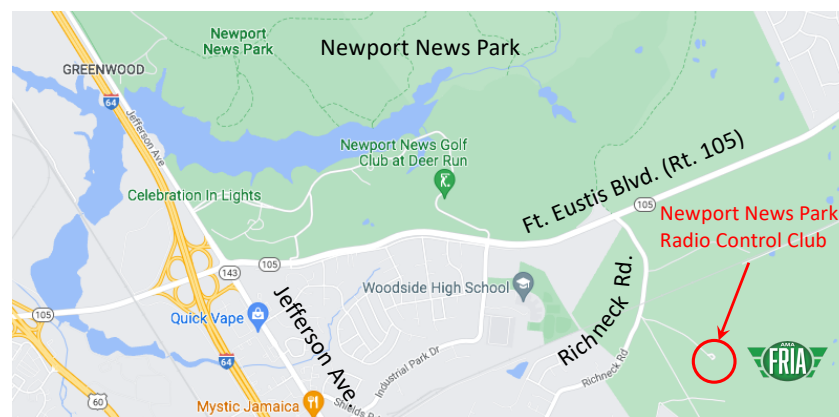 Newport
News Park
Newport News Park
GREENWOOD
64
Jefferson Ave
Newport News Golf
Club at Deer Run
Ft. Eustis Blvd. (Rt. 105)
Celebration In Lights
105
Newport News Park
Radio Control Club
143
105
105
Woodside High School
Quick Vape
Jefferson Ave.
Richneck Rd.
Industrial Park Dr
Richneck Rd
AMA
FRIA
64
60
Mystic Jamaica
Shields Rd